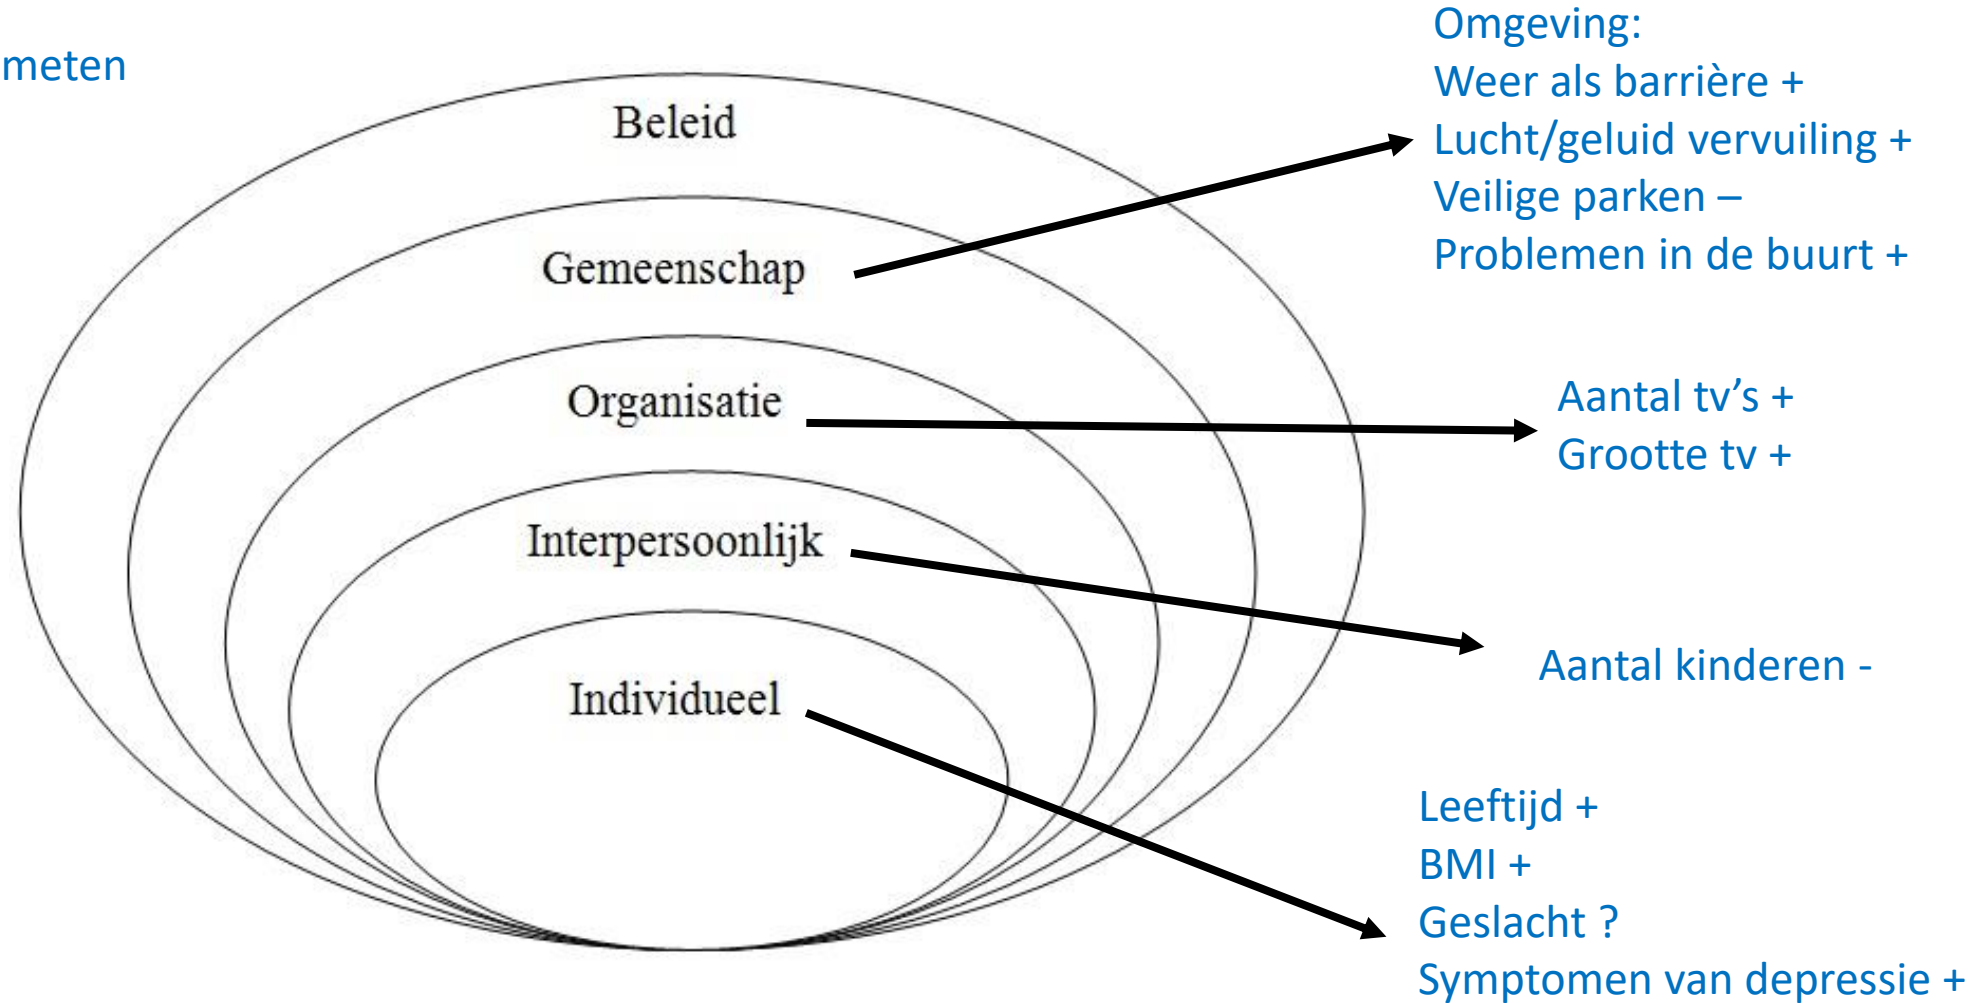 meten
Beleid
Gemeenschap
Organisatie
Interpersoonlijk
Individueel
Omgeving:
Weer als barrière +
Lucht/geluid vervuiling +
Veilige parken –
Problemen in de buurt +
Aantal tv’s +
Grootte tv +
Aantal kinderen -
Leeftijd +
BMI +
Geslacht ?
Symptomen van depressie +